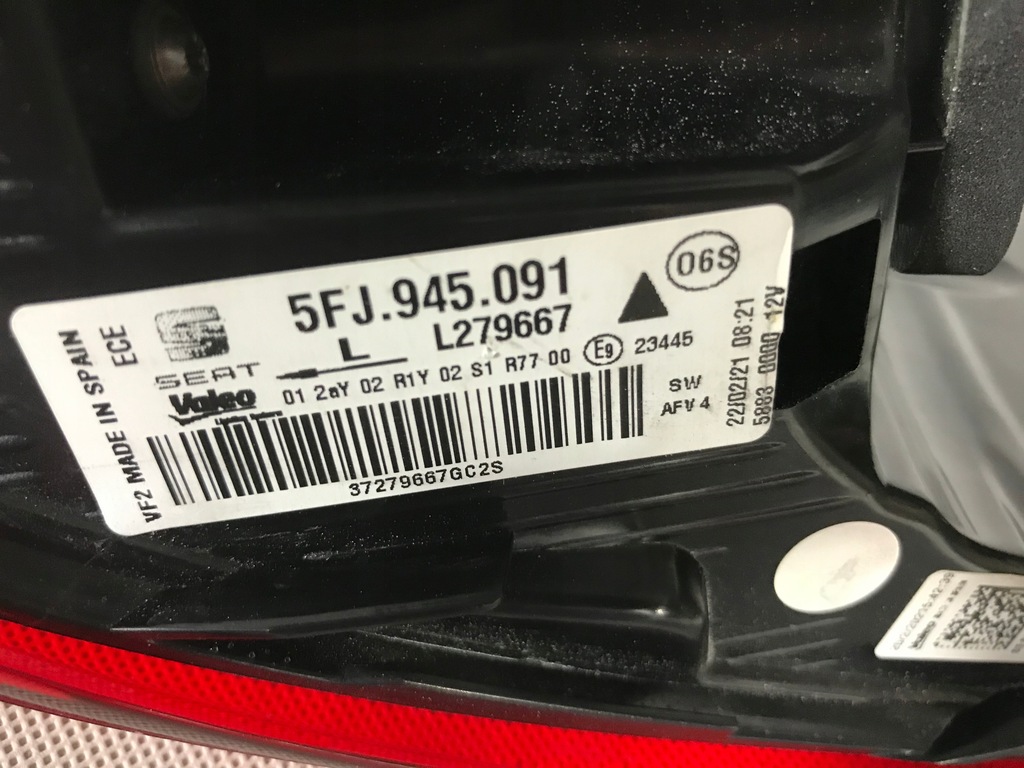 5FJ.945.091
06S
L L279667
SEAT
Valeo
01 2aY 02 R1Y 02 S1 R77 00 E9 23445
SW
AFV 4
37279667GC2S
VF2 MADE IN SPAIN
ECE
22/02/21 08:21
5883 0000 12V